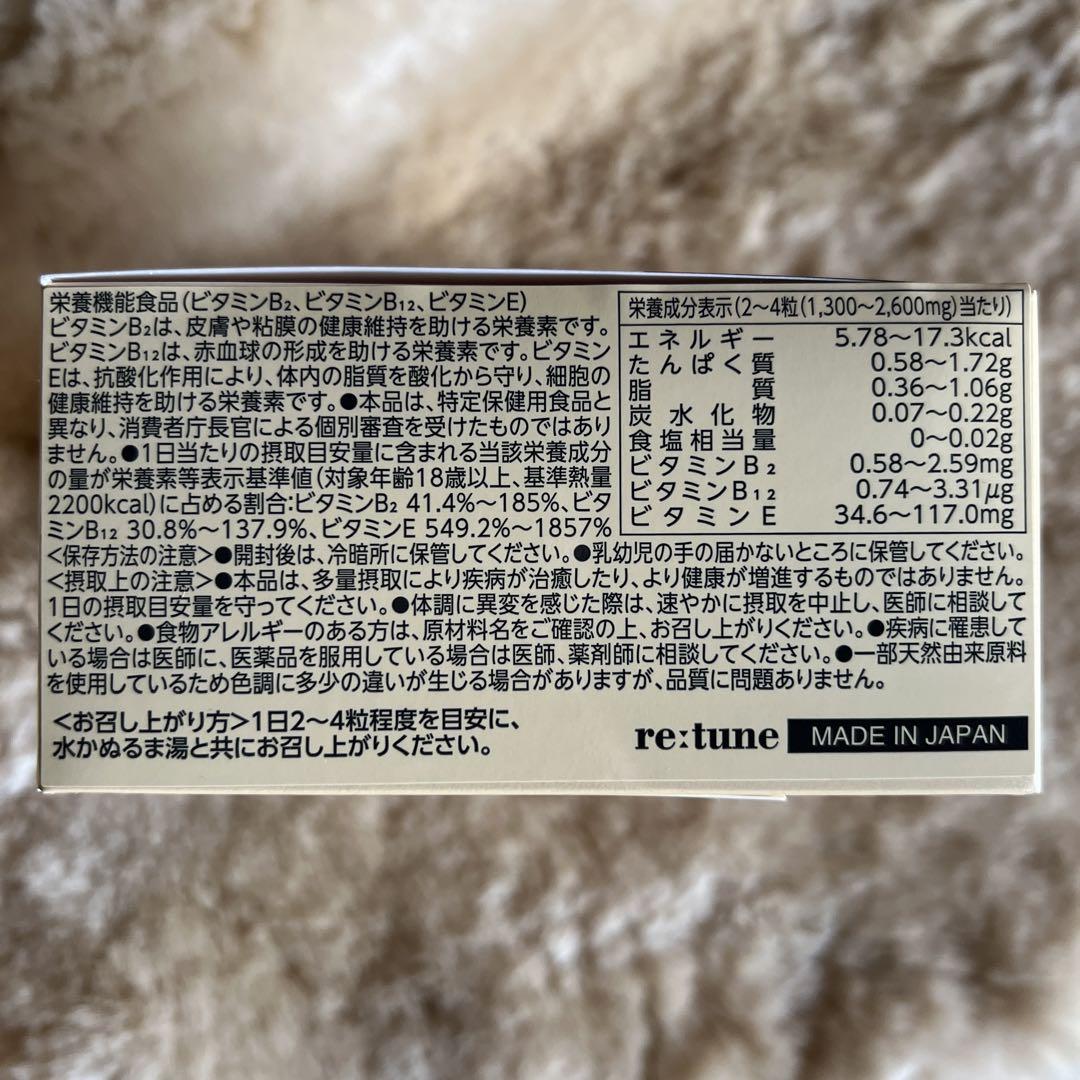 栄養機能食品(ビタミンB₂、ビタミンB₁₂、ビタミンE)
ビタミンB₂は、皮膚や粘膜の健康維持を助ける栄養素です。
ビタミンB₁₂は、赤血球の形成を助ける栄養素です。ビタミン
Eは、抗酸化作用により、体内の脂質を酸化から守り、細胞の
健康維持を助ける栄養素です。●本品は、特定保健用食品と
異なり、消費者庁長官による個別審査を受けたものではあり
ません。●1日当たりの摂取目安量に含まれる当該栄養成分
の量が栄養素等表示基準値(対象年齢18歳以上、基準熱量
2200kcal)に占める割合:ビタミンB₂ 41.4%〜185%、ビタ
ミンB₁₂ 30.8%〜137.9%、ビタミンE 549.2%〜1857%
栄養成分表示(2〜4粒(1,300〜2,600mg)当たり)
エネルギー 5.78〜17.3kcal
たんぱく質 0.58〜1.72g
脂質 0.36〜1.06g
炭水化物 0.07〜0.22g
食塩相当量 0〜0.02g
ビタミンB₂ 0.58〜2.59mg
ビタミンB₁₂ 0.74〜3.31μg
ビタミンE 34.6〜117.0mg
<保存方法の注意>●開封後は、冷暗所に保管してください。●乳幼児の手の届かないところに保管してください。
<摂取上の注意>●本品は、多量摂取により疾病が治癒したり、より健康が増進するものではありません。
1日の摂取目安量を守ってください。●体調に異変を感じた際は、速やかに摂取を中止し、医師に相談して
ください。●食物アレルギーのある方は、原材料名をご確認の上、お召し上がりください。●疾病に罹患して
いる場合は医師に、医薬品を服用している場合は医師、薬剤師に相談してください。●一部天然由来原料
を使用しているため色調に多少の違いが生じる場合がありますが、品質に問題ありません。
<お召し上がり方>1日2〜4粒程度を目安に、
水かぬるま湯と共にお召し上がりください。
re:tune MADE IN JAPAN